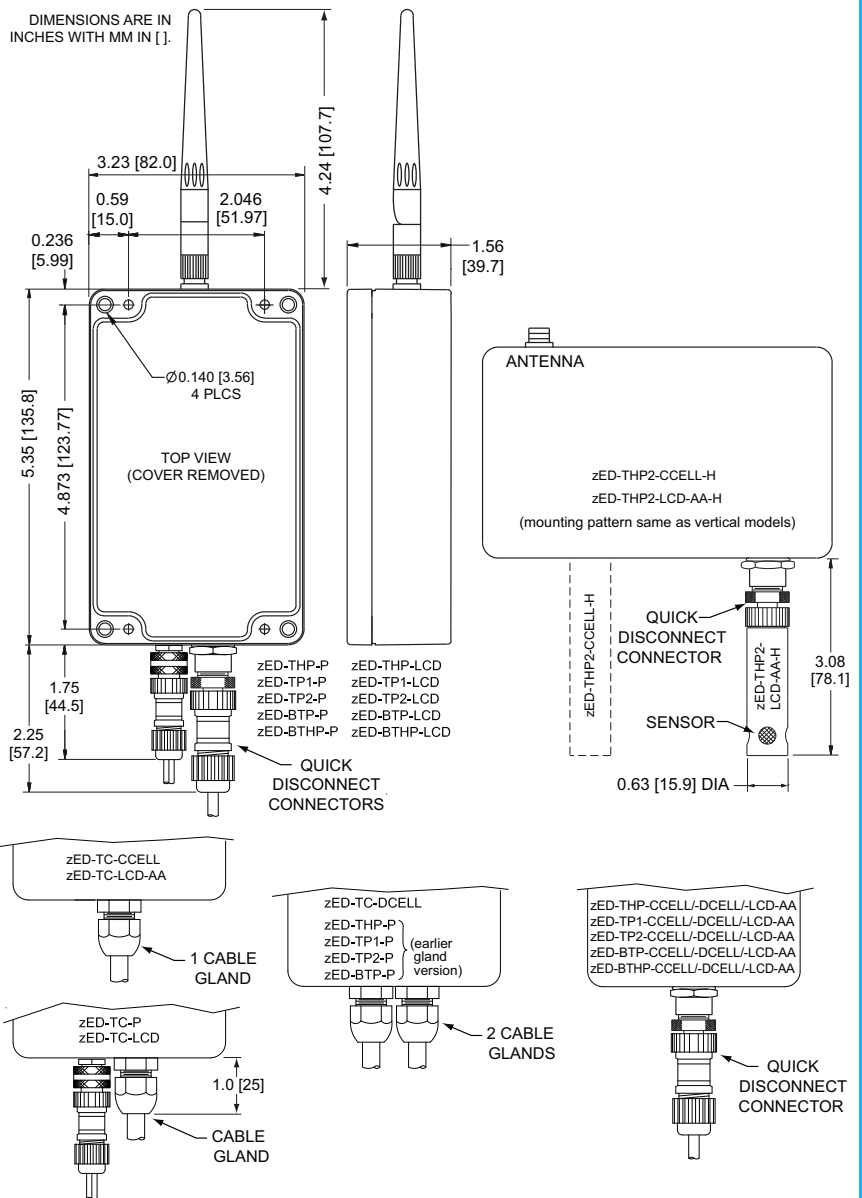 DIMENSIONS ARE IN
INCHES WITH MM IN [ ].
4.24 [107.7]
3.23 [82.0]
0.59
[15.0]
2.046
[51.97]
0.236
[5.99]
1.56
[39.7]
Ø0.140 [3.56]
4 PLCS
5.35 [135.8]
4.873 [123.77]
TOP VIEW
(COVER REMOVED)
ANTENNA
zED-THP2-CCELL-H
zED-THP2-LCD-AA-H
(mounting pattern same as vertical models)
zED-THP2-CCELL-H
QUICK
DISCONNECT
CONNECTOR
zED-THP2-
LCD-AA-H
3.08
[78.1]
SENSOR
0.63 [15.9] DIA
1.75
[44.5]
2.25
[57.2]
zED-THP-P
zED-TP1-P
zED-TP2-P
zED-BTP-P
zED-BTHP-P
zED-THP-LCD
zED-TP1-LCD
zED-TP2-LCD
zED-BTP-LCD
zED-BTHP-LCD
QUICK
DISCONNECT
CONNECTORS
zED-TC-CCELL
zED-TC-LCD-AA
1 CABLE
GLAND
zED-TC-P
zED-TC-LCD
1.0 [25]
CABLE
GLAND
zED-TC-DCELL
zED-THP-P
zED-TP1-P
zED-TP2-P
zED-BTP-P
(earlier
gland
version)
2 CABLE
GLANDS
zED-THP-CCELL/-DCELL/-LCD-AA
zED-TP1-CCELL/-DCELL/-LCD-AA
zED-TP2-CCELL/-DCELL/-LCD-AA
zED-BTP-CCELL/-DCELL/-LCD-AA
zED-BTHP-CCELL/-DCELL/-LCD-AA
QUICK
DISCONNECT
CONNECTOR